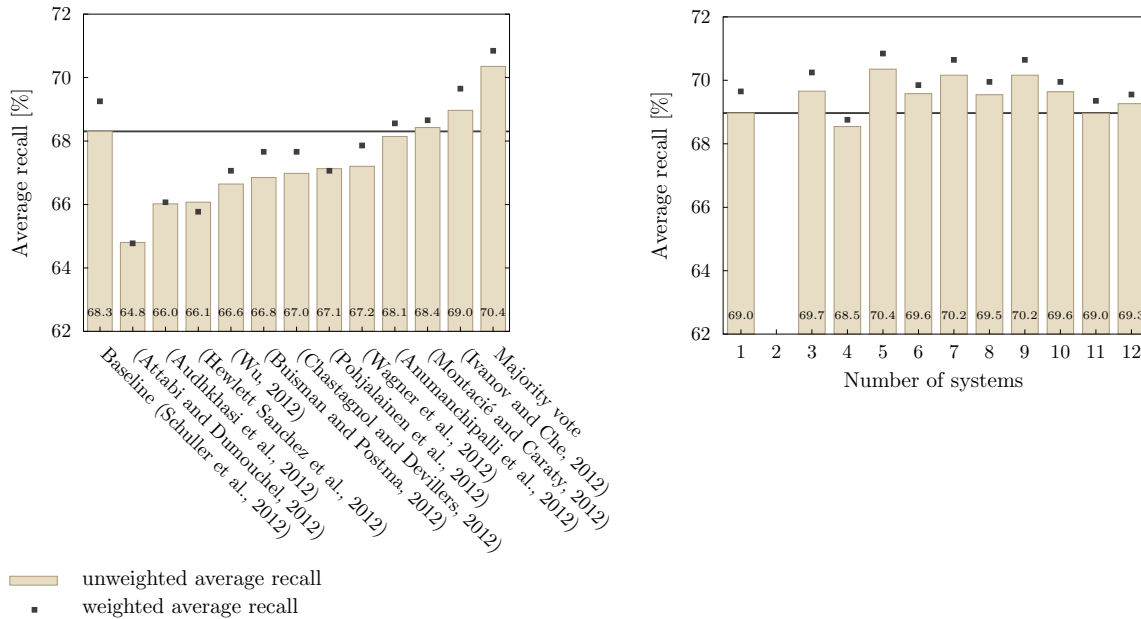 72
70
68
66
64
62
Average recall [%]
68.3 64.8 66.0 66.1 66.6 66.8 67.0 67.1 67.2 68.1 68.4 69.0 70.4
Baseline (Schuller et al., 2012)
(Attabi and Dumouchel, 2012)
(Audhkhasi et al., 2012)
(Hewlett Sanchez et al., 2012)
(Wu, 2012)
(Buisman and Postma, 2012)
(Chastagnol and Devillers, 2012)
(Pohjalainen et al., 2012)
(Wagner et al., 2012)
(Anumanchipalli et al., 2012)
(Montacié and Caraty, 2012)
(Ivanov and Che, 2012)
Majority vote
unweighted average recall
weighted average recall
72
70
68
66
64
62
Average recall [%]
69.0 69.7 68.5 70.4 69.6 70.2 69.5 70.2 69.6 69.0 69.3
1 2 3 4 5 6 7 8 9 10 11 12
Number of systems